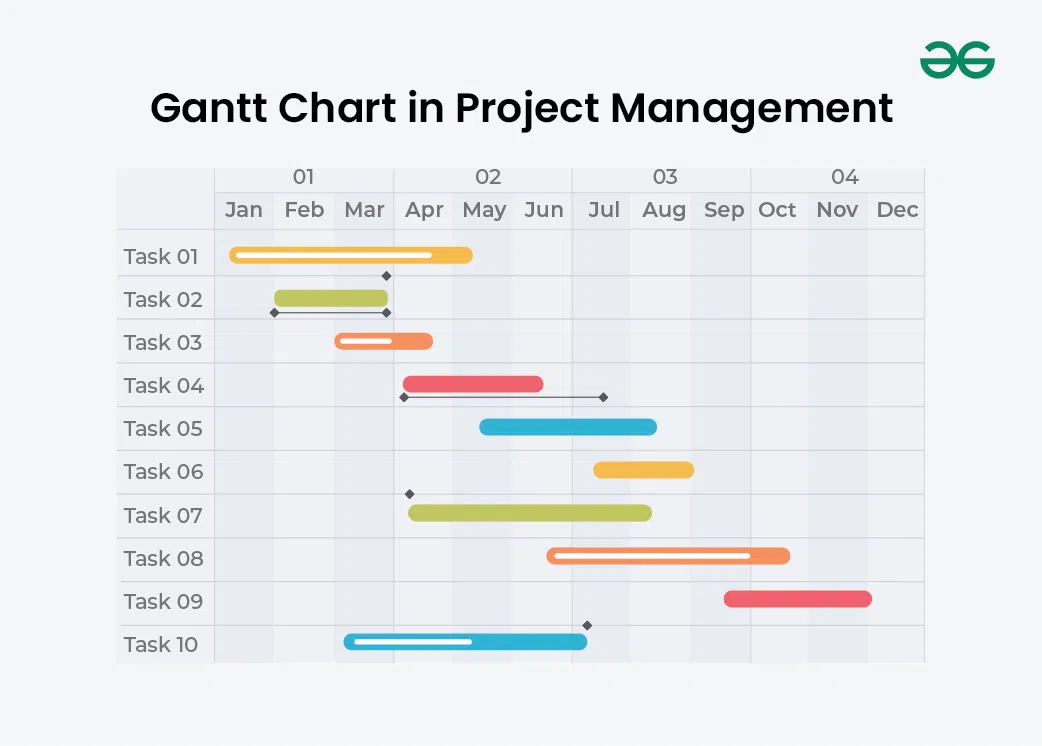 Gantt Chart in Project Management
01 02 03 04
Jan Feb Mar Apr May Jun Jul Aug Sep Oct Nov Dec
Task 01
Task 02
Task 03
Task 04
Task 05
Task 06
Task 07
Task 08
Task 09
Task 10